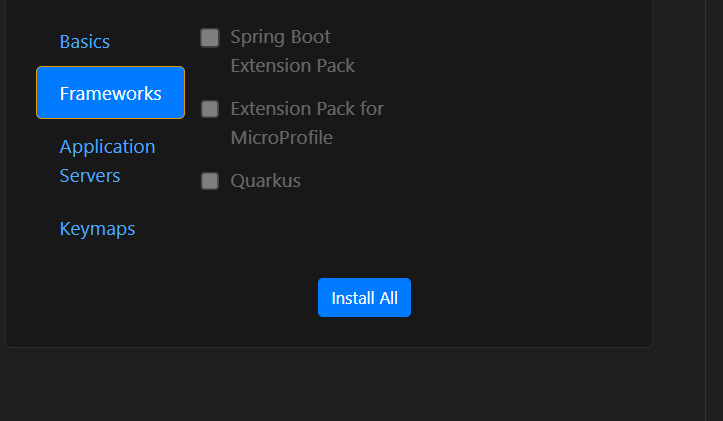 Basics
Frameworks
Application
Servers
Keymaps
Spring Boot
Extension Pack
Extension Pack for
MicroProfile
Quarkus
Install All